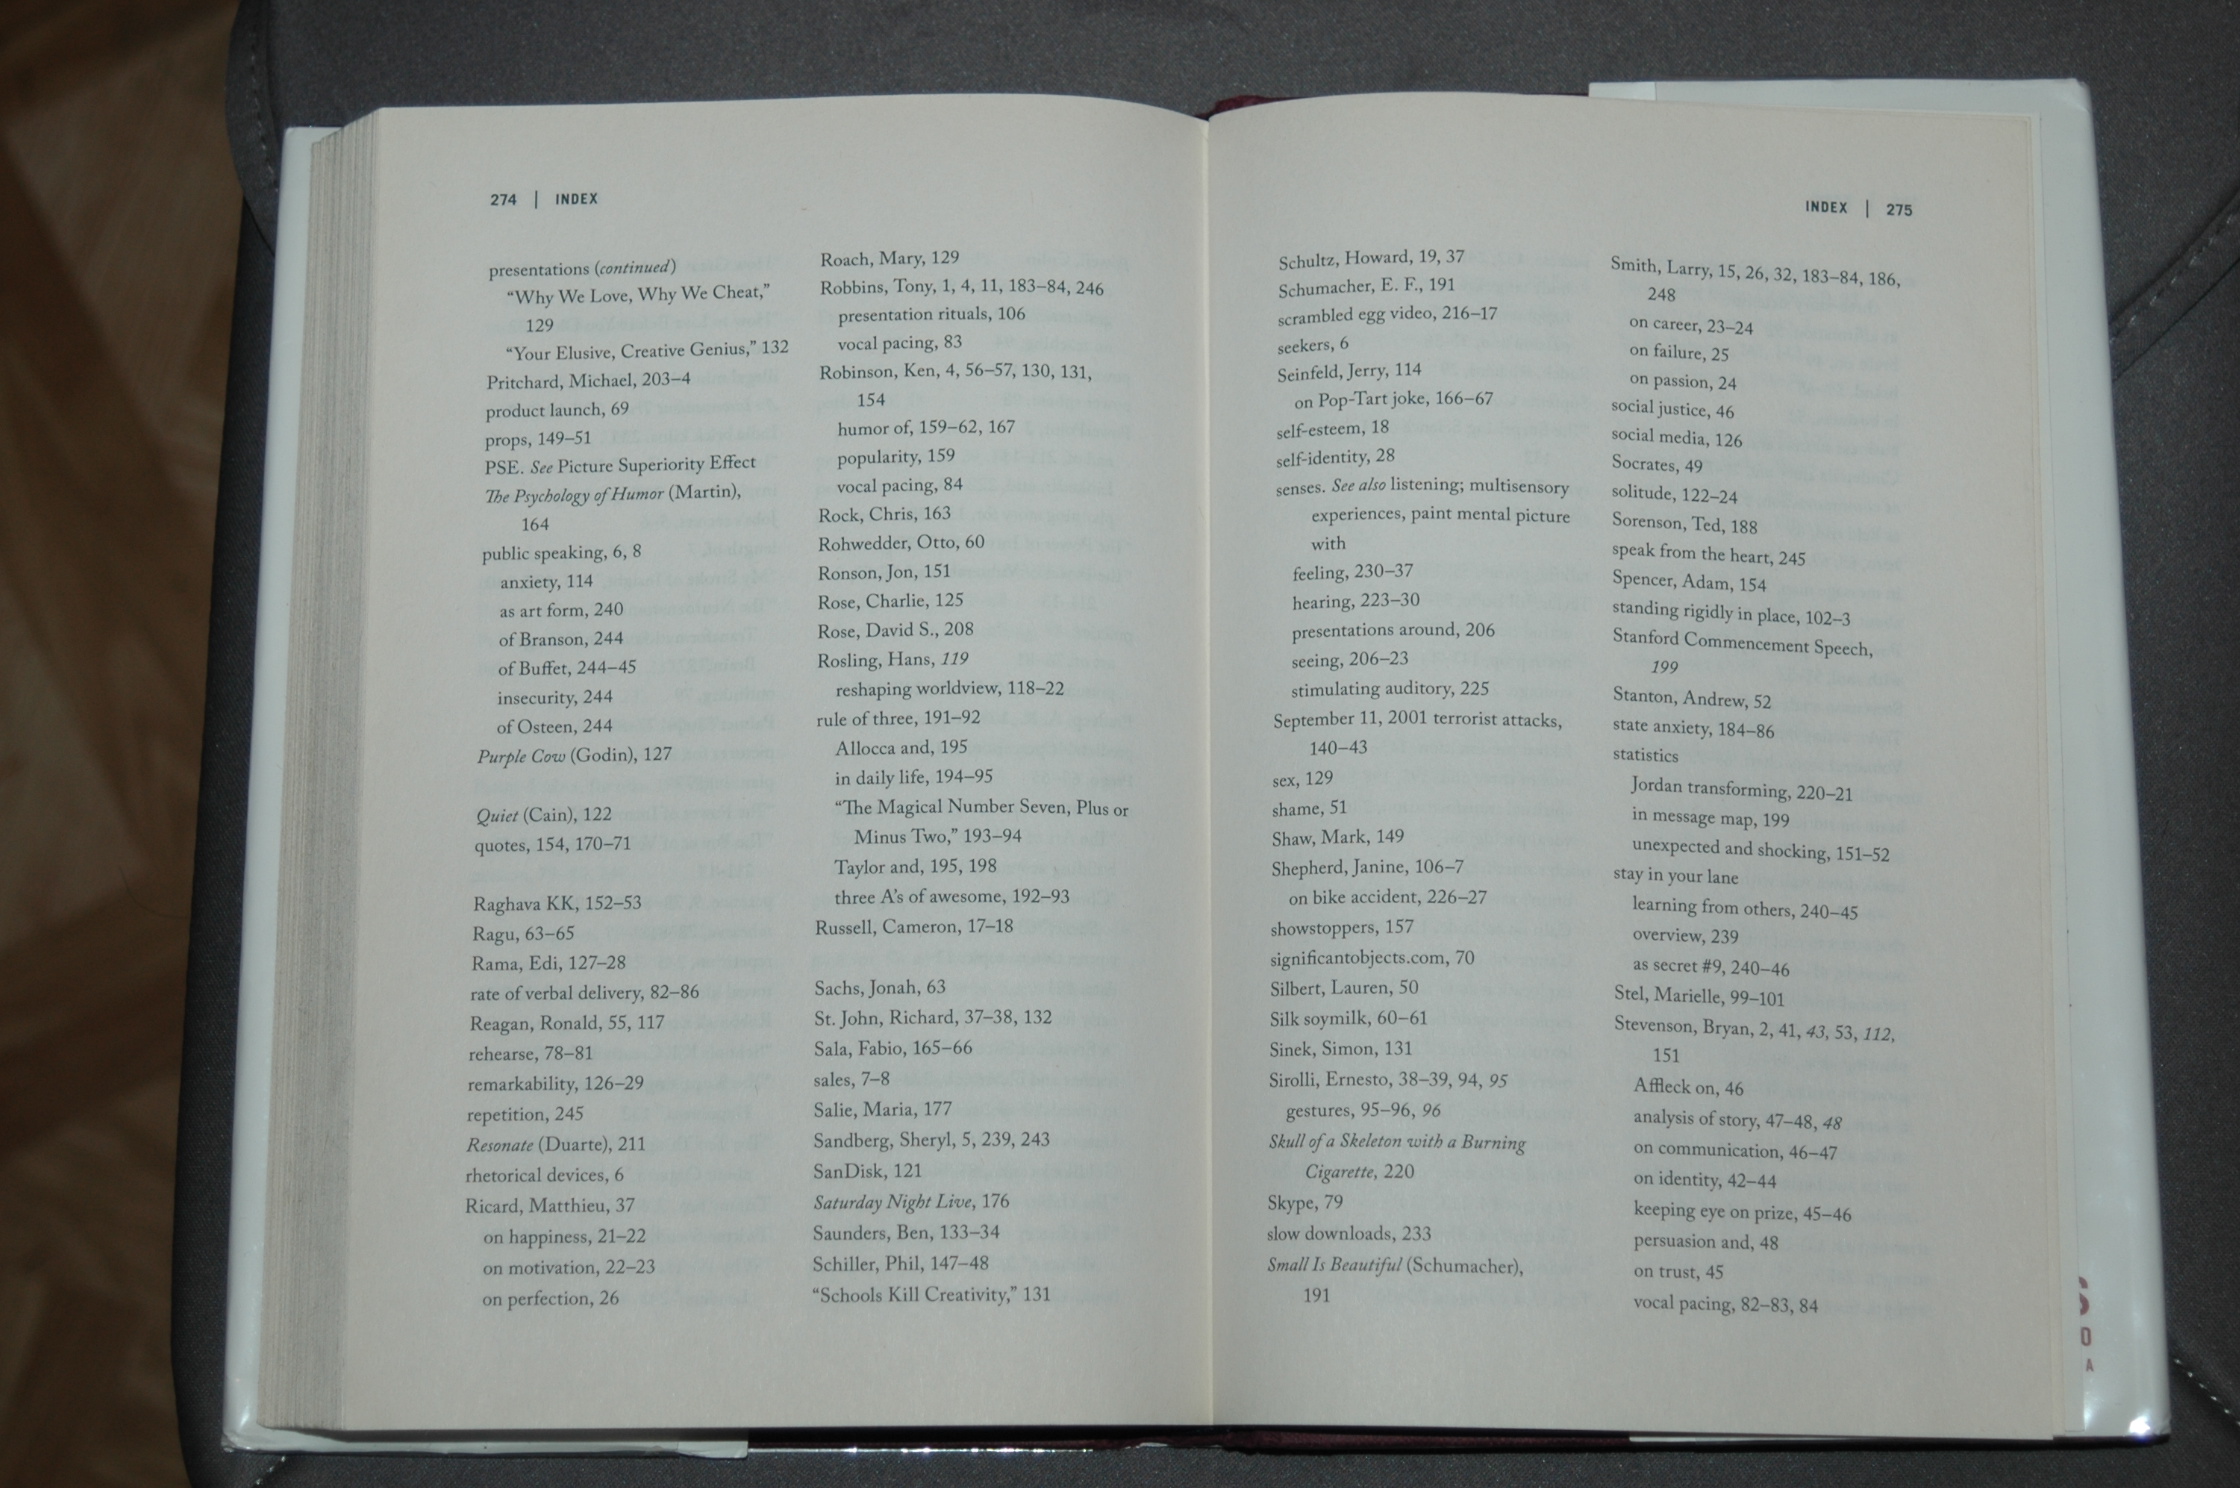 274 | INDEX
presentations (continued)
“Why We Love, Why We Cheat,”
129
“Your Elusive, Creative Genius,” 132
Pritchard, Michael, 203–4
product launch, 69
props, 149–51
PSE. See Picture Superiority Effect
The Psychology of Humor (Martin),
164
public speaking, 6, 8
anxiety, 114
as art form, 240
of Branson, 244
of Buffet, 244–45
insecurity, 244
of Osteen, 244
Purple Cow (Godin), 127
Quiet (Cain), 122
quotes, 154, 170–71
Raghava KK, 152–53
Ragu, 63–65
Rama, Edi, 127–28
rate of verbal delivery, 82–86
Reagan, Ronald, 55, 117
rehearse, 78–81
remarkability, 126–29
repetition, 245
Resonate (Duarte), 211
rhetorical devices, 6
Ricard, Matthieu, 37
on happiness, 21–22
on motivation, 22–23
on perfection, 26
Roach, Mary, 129
Robbins, Tony, 1, 4, 11, 183–84, 246
presentation rituals, 106
vocal pacing, 83
Robinson, Ken, 4, 56–57, 130, 131,
154
humor of, 159–62, 167
popularity, 159
vocal pacing, 84
Rock, Chris, 163
Rohwedder, Otto, 60
Ronson, Jon, 151
Rose, Charlie, 125
Rose, David S., 208
Rosling, Hans, 119
reshaping worldview, 118–22
rule of three, 191–92
Allocca and, 195
in daily life, 194–95
“The Magical Number Seven, Plus or
Minus Two,” 193–94
Taylor and, 195, 198
three A’s of awesome, 192–93
Russell, Cameron, 17–18
Sachs, Jonah, 63
St. John, Richard, 37–38, 132
Sala, Fabio, 165–66
sales, 7–8
Salie, Maria, 177
Sandberg, Sheryl, 5, 239, 243
SanDisk, 121
Saturday Night Live, 176
Saunders, Ben, 133–34
Schiller, Phil, 147–48
“Schools Kill Creativity,” 131
INDEX | 275
Schultz, Howard, 19, 37
Schumacher, E. F., 191
scrambled egg video, 216–17
seekers, 6
Seinfeld, Jerry, 114
on Pop-Tart joke, 166–67
self-esteem, 18
self-identity, 28
senses. See also listening; multisensory
experiences, paint mental picture
with
feeling, 230–37
hearing, 223–30
presentations around, 206
seeing, 206–23
stimulating auditory, 225
September 11, 2001 terrorist attacks,
140–43
sex, 129
shame, 51
Shaw, Mark, 149
Shepherd, Janine, 106–7
on bike accident, 226–27
showstoppers, 157
significantobjects.com, 70
Silbert, Lauren, 50
Silk soymilk, 60–61
Sinek, Simon, 131
Sirolli, Ernesto, 38–39, 94, 95
gestures, 95–96, 96
Skull of a Skeleton with a Burning
Cigarette, 220
Skype, 79
slow downloads, 233
Small Is Beautiful (Schumacher),
191
Smith, Larry, 15, 26, 32, 183–84, 186,
248
on career, 23–24
on failure, 25
on passion, 24
social justice, 46
social media, 126
Socrates, 49
solitude, 122–24
Sorenson, Ted, 188
speak from the heart, 245
Spencer, Adam, 154
standing rigidly in place, 102–3
Stanford Commencement Speech,
199
Stanton, Andrew, 52
state anxiety, 184–86
statistics
Jordan transforming, 220–21
in message map, 199
unexpected and shocking, 151–52
stay in your lane
learning from others, 240–45
overview, 239
as secret #9, 240–46
Stel, Marielle, 99–101
Stevenson, Bryan, 2, 41, 43, 53, 112,
151
Affleck on, 46
analysis of story, 47–48, 48
on communication, 46–47
on identity, 42–44
keeping eye on prize, 45–46
persuasion and, 48
on trust, 45
vocal pacing, 82–83, 84